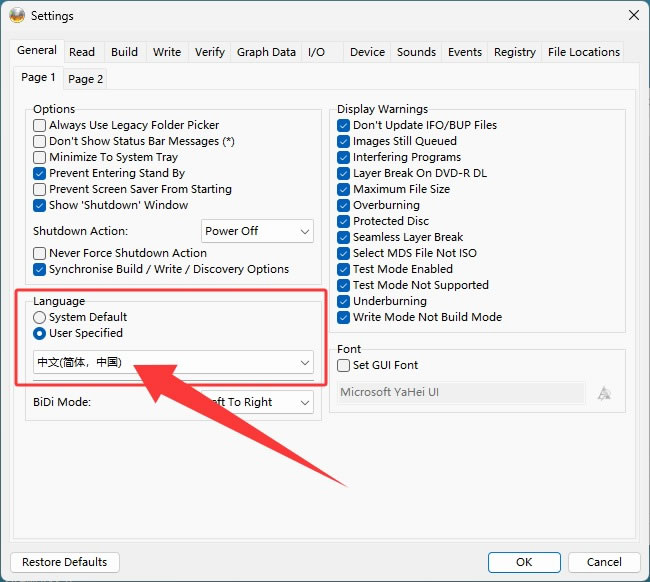 Settings
General Read Build Write Verify Graph Data I/O Device Sounds Events Registry File Locations
Page 1 Page 2
Options
Always Use Legacy Folder Picker
Don't Show Status Bar Messages (*)
Minimize To System Tray
Prevent Entering Stand By
Prevent Screen Saver From Starting
Show 'Shutdown' Window
Shutdown Action: Power Off
Never Force Shutdown Action
Synchronise Build / Write / Discovery Options
Language
System Default
User Specified
中文(简体，中国)
BiDi Mode: To Right
Display Warnings
Don't Update IFO/BUP Files
Images Still Queued
Interfering Programs
Layer Break On DVD-R DL
Maximum File Size
Overburning
Protected Disc
Seamless Layer Break
Select MDS File Not ISO
Test Mode Enabled
Test Mode Not Supported
Underburning
Write Mode Not Build Mode
Font
Set GUI Font
Microsoft YaHei UI
Restore Defaults OK Cancel